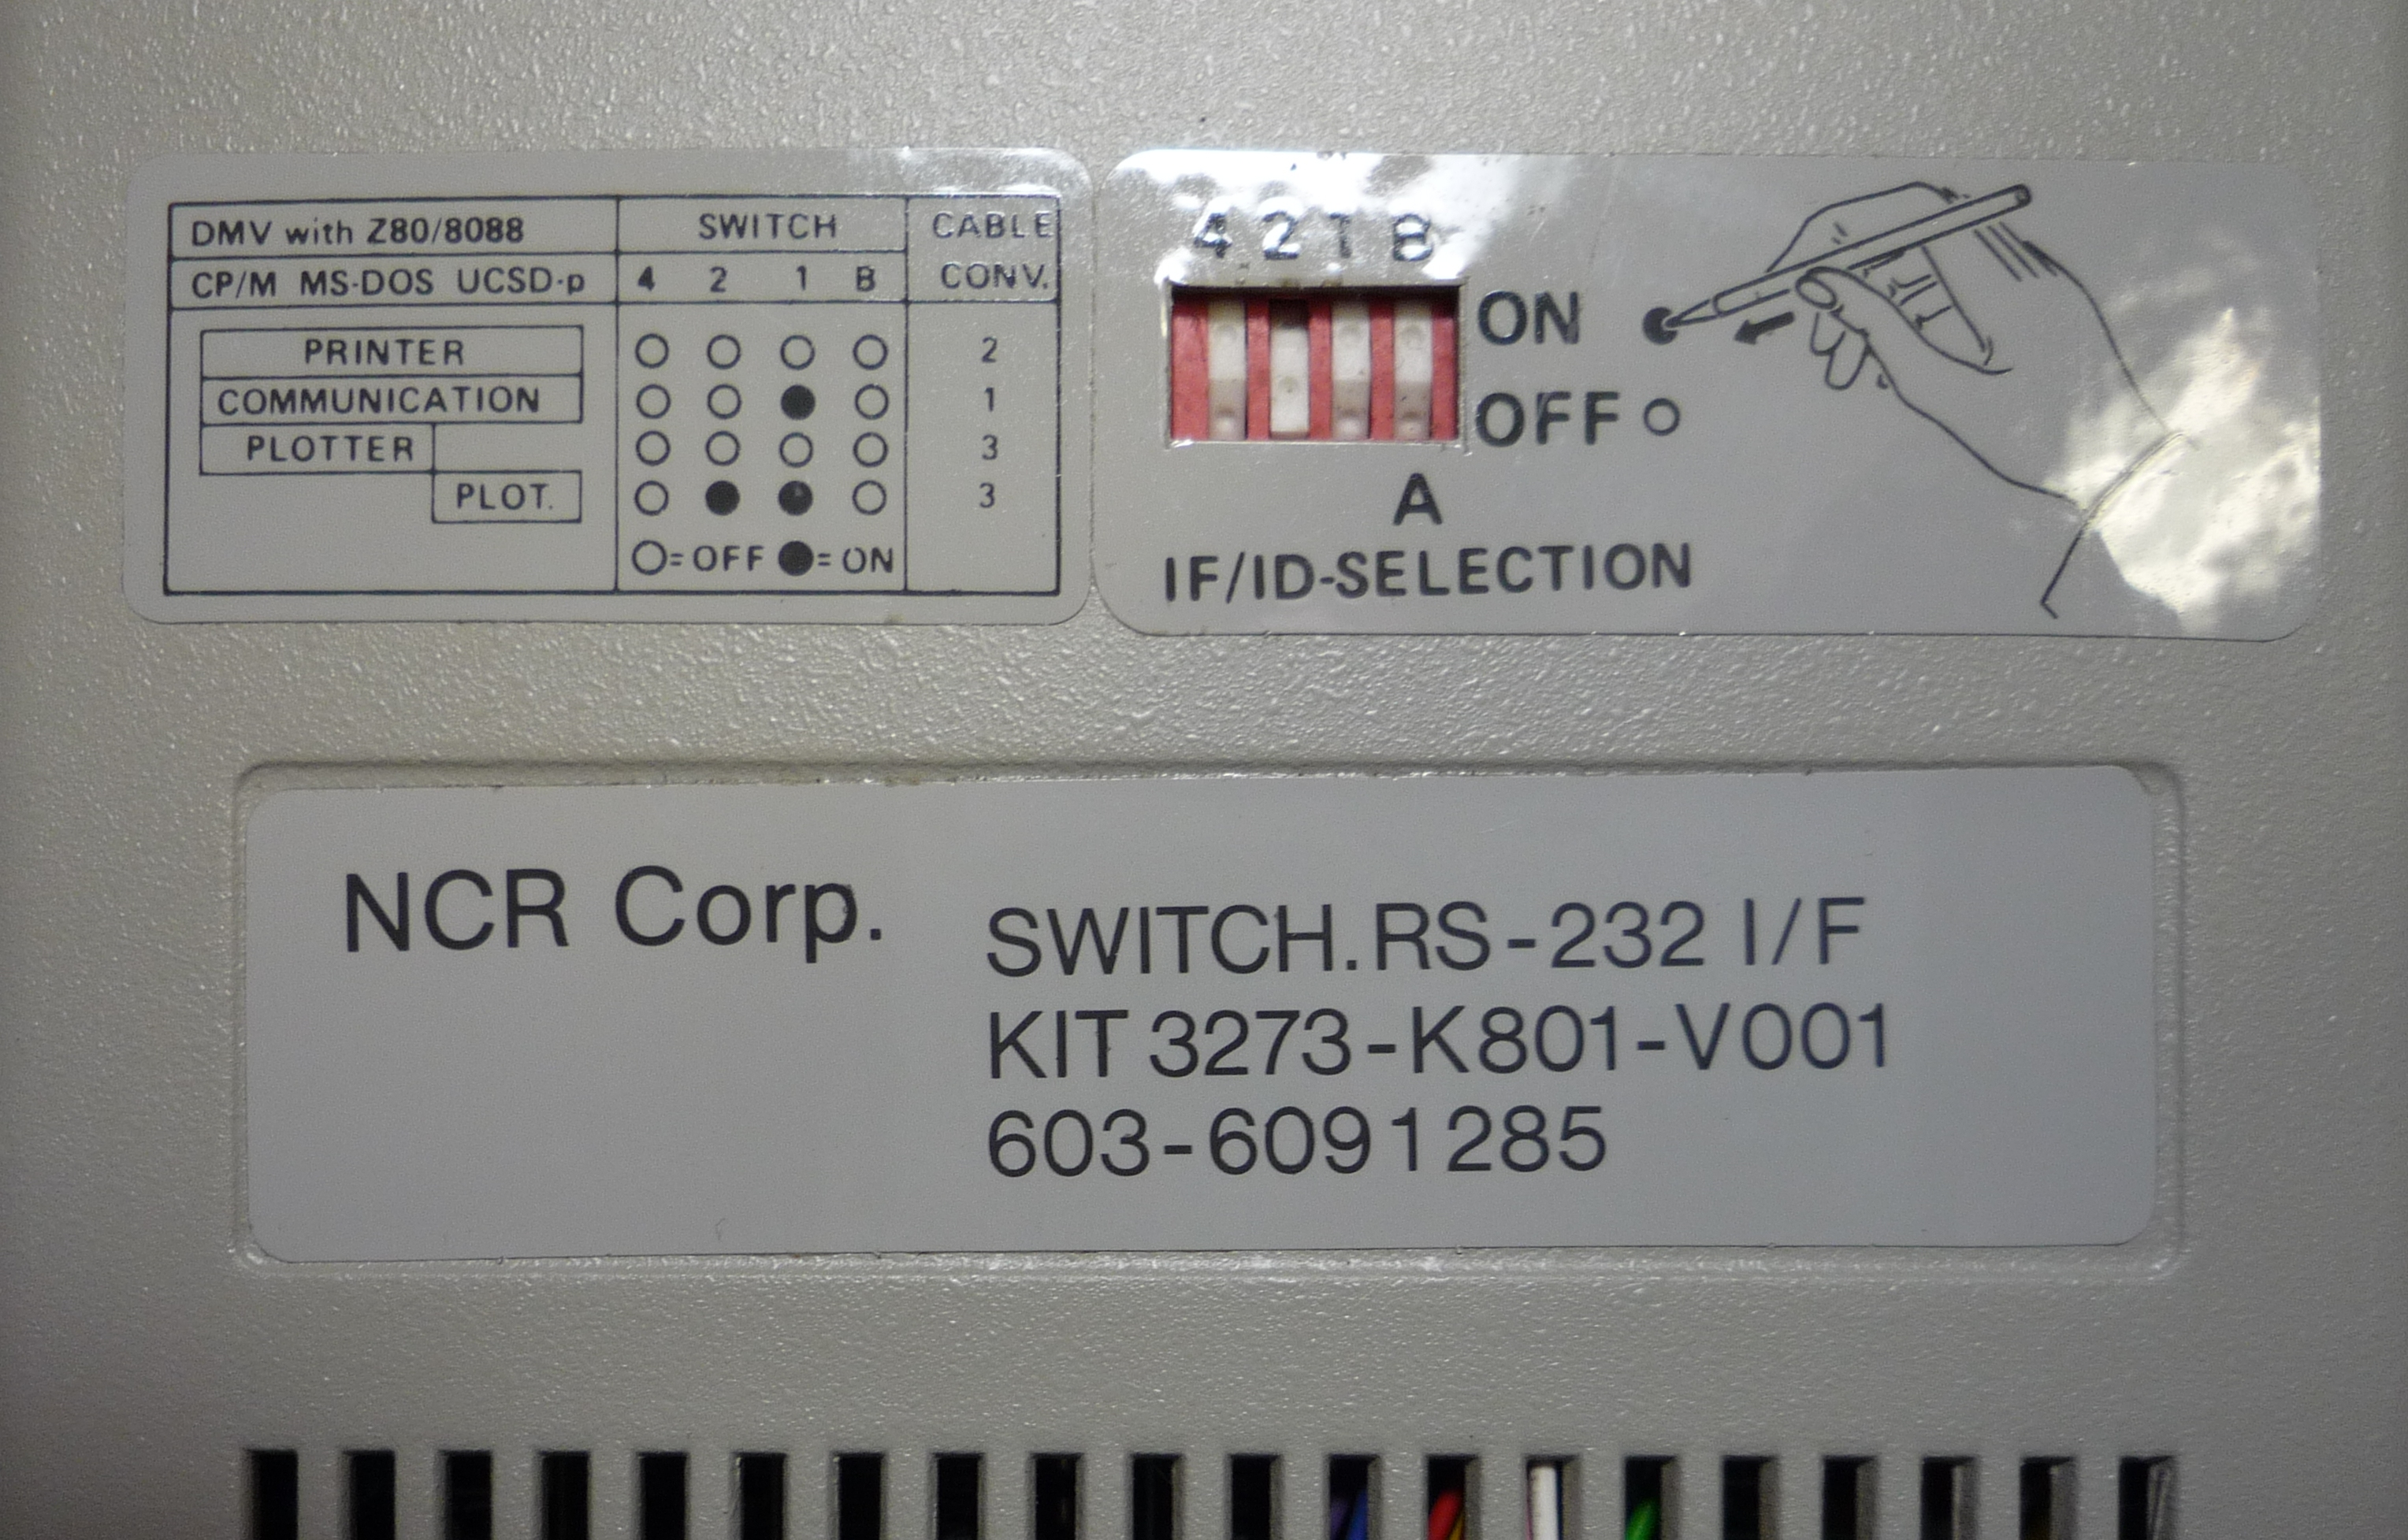 DMV with Z80/8088 SWITCH CABLE
CP/M MS-DOS UCSD-p 4 2 1 B CONV.
PRINTER 2
COMMUNICATION 1
PLOTTER 3
PLOT. 3
= OFF = ON
4 2 1 B
ON
OFF
A
IF/ID-SELECTION
NCR Corp. SWITCH.RS-232 I/F
KIT 3273-K801-V001
603-6091285